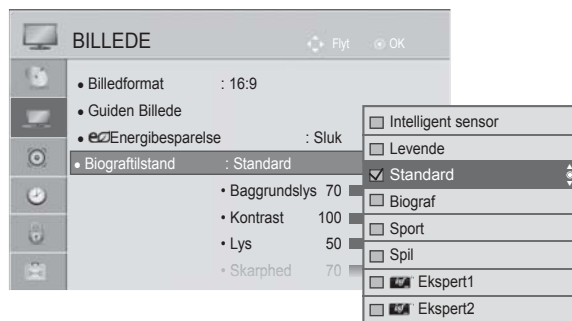 BILLEDE
Flyt OK
• Billedformat : 16:9
• Guiden Billede
• eco Energibesparelse : Sluk
• Biograftilstand : Standard
• Baggrundslys 70
• Kontrast 100
• Lys 50
• Skarphed 70
Intelligent sensor
Levende
Standard
Biograf
Sport
Spil
Ekspert1
Ekspert2